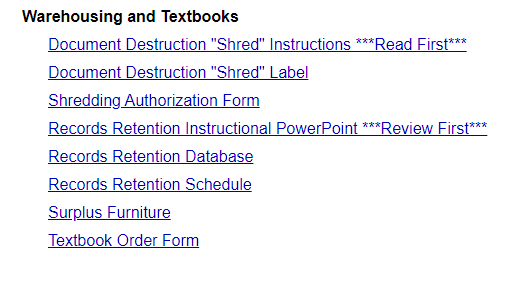 Warehousing and Textbooks
Document Destruction "Shred" Instructions ***Read First***
Document Destruction "Shred" Label
Shredding Authorization Form
Records Retention Instructional PowerPoint ***Review First***
Records Retention Database
Records Retention Schedule
Surplus Furniture
Textbook Order Form